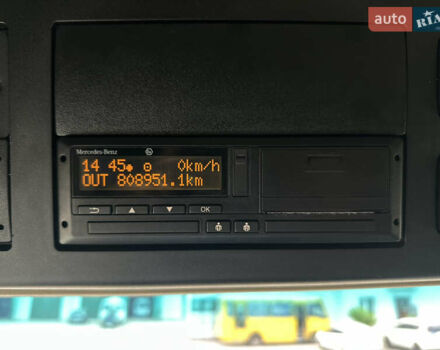 auto RIA
Mercedes-Benz
14 45 0km/h
OUT 808951.1km
OK